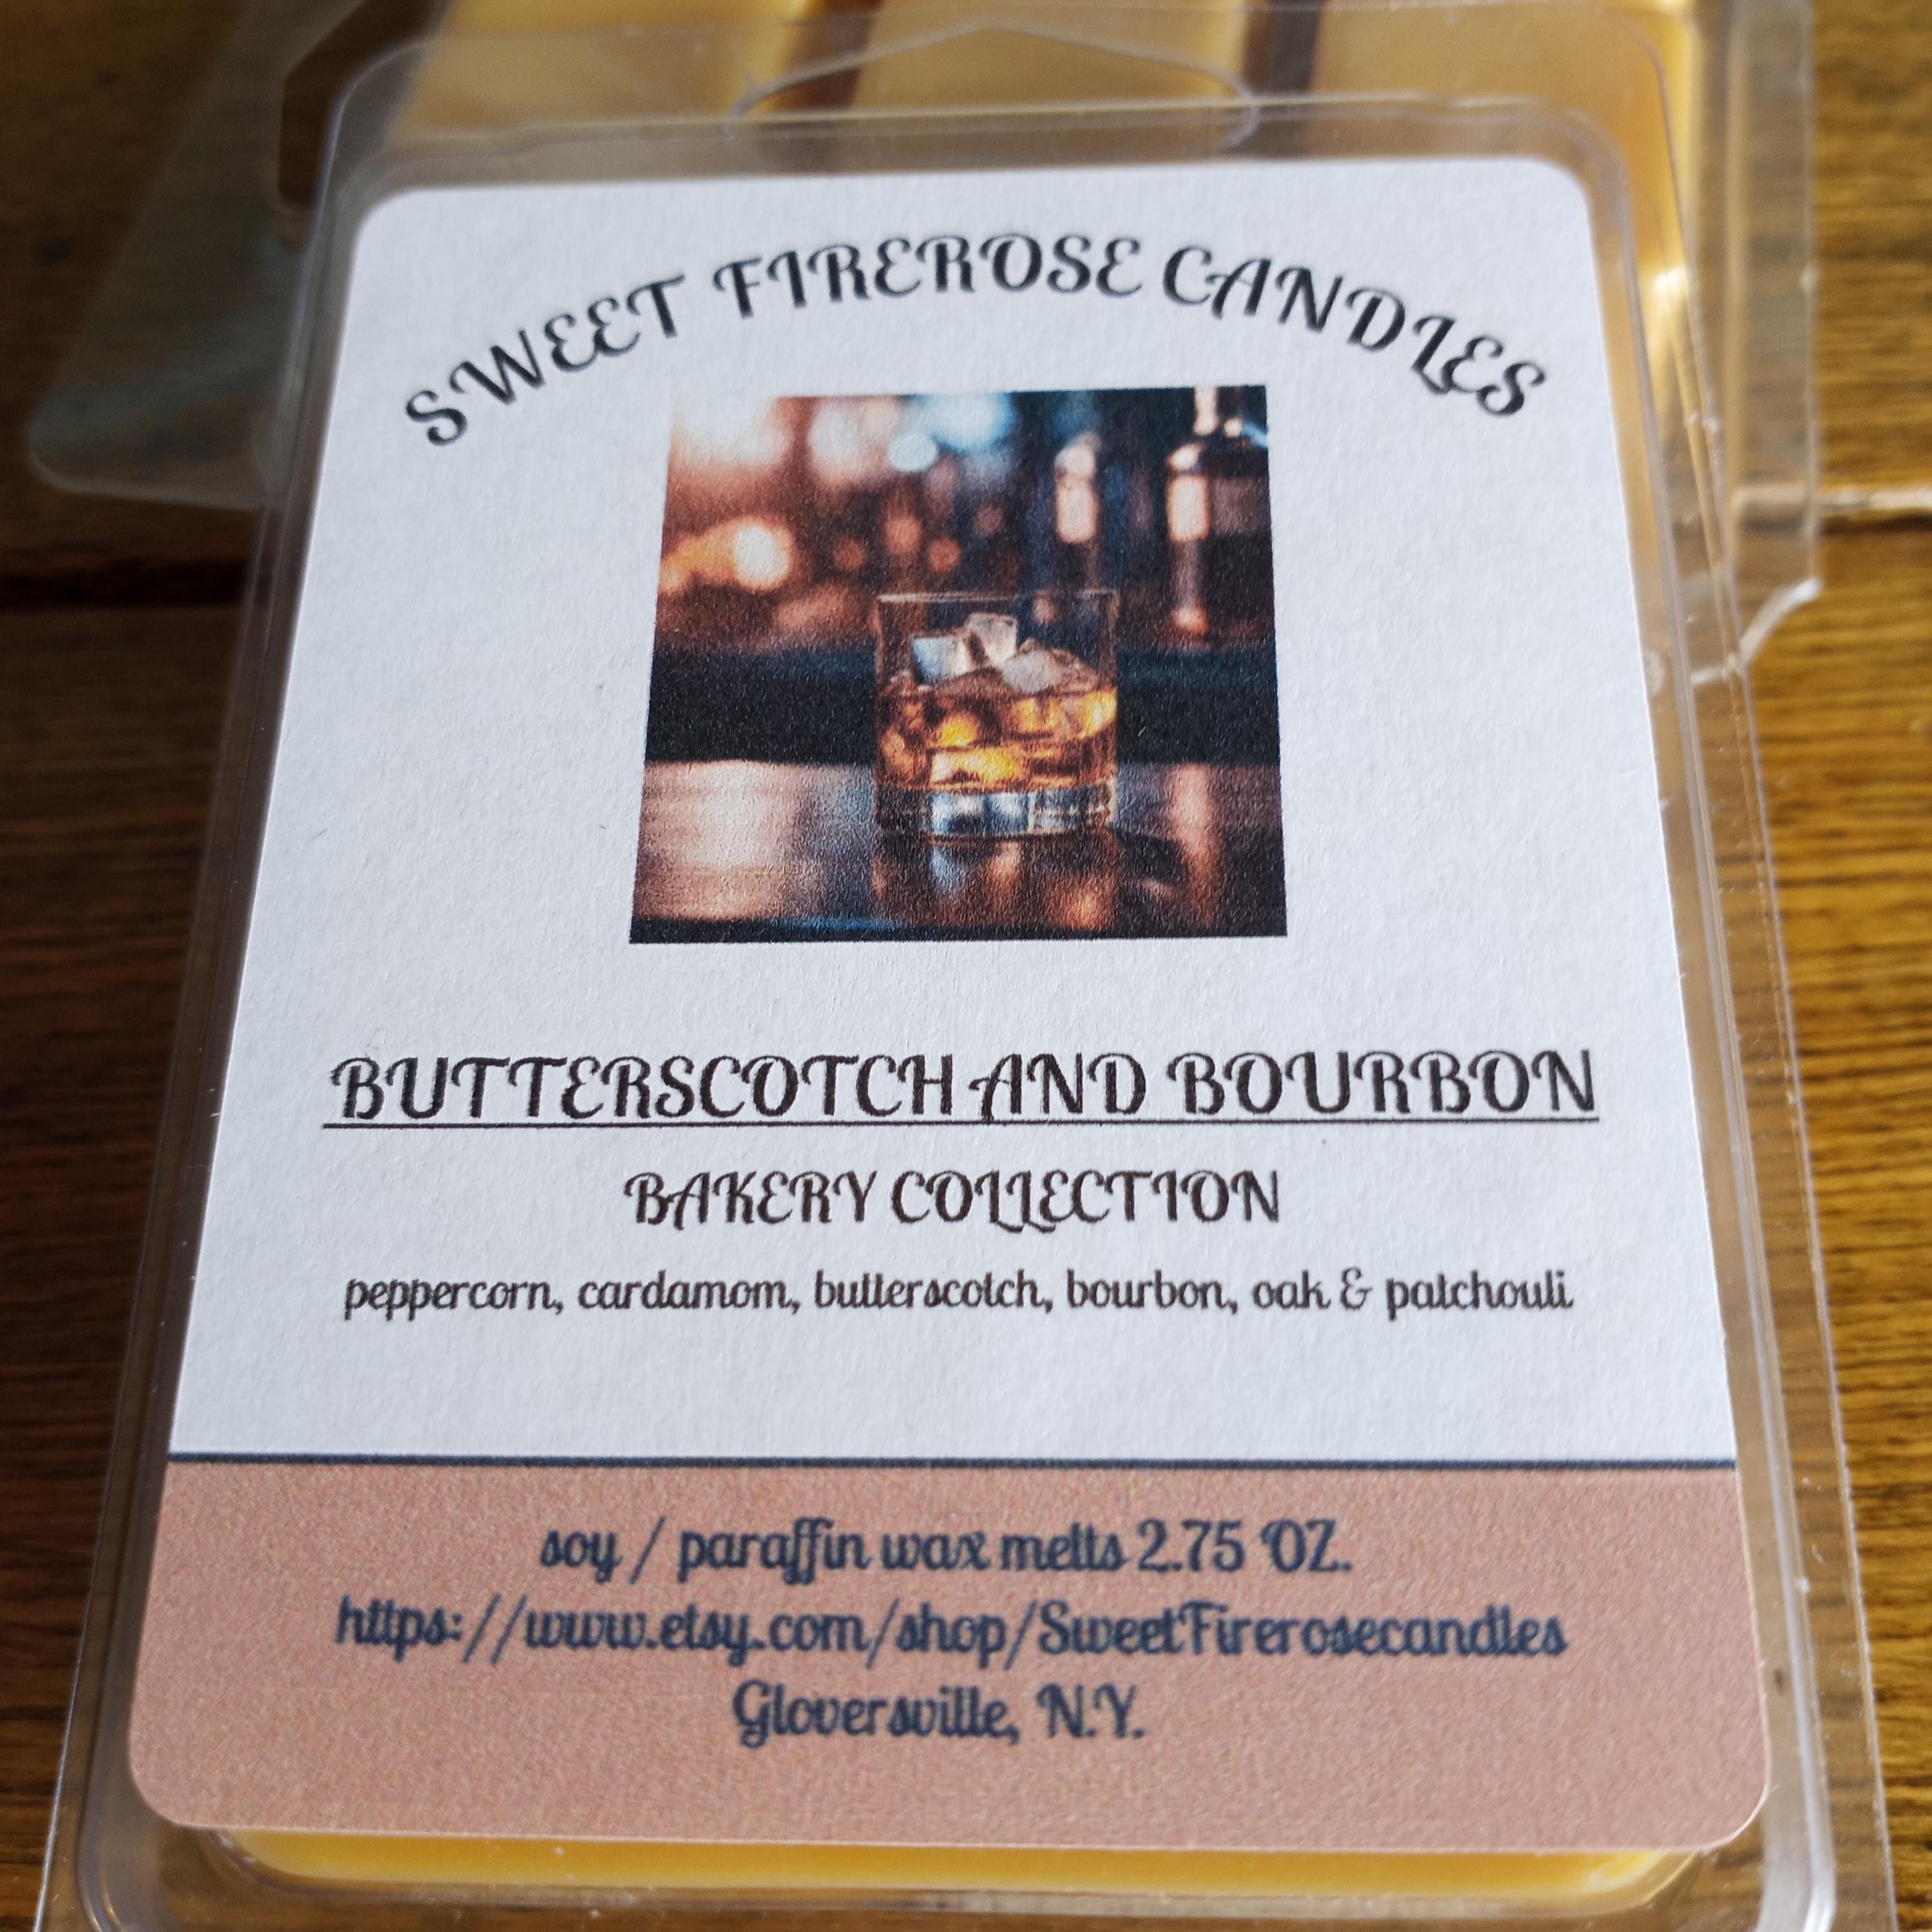 SWEET FIREROSE CANDLES
BUTTERSCOTCH AND BOURBON
BAKERY COLLECTION
peppercorn, cardamom, butterscotch, bourbon, oak & patchouli
soy / paraffin wax melts 2.75 OZ.
https://www.etsy.com/shop/SweetFirerosecandles
Gloversville, N.Y.